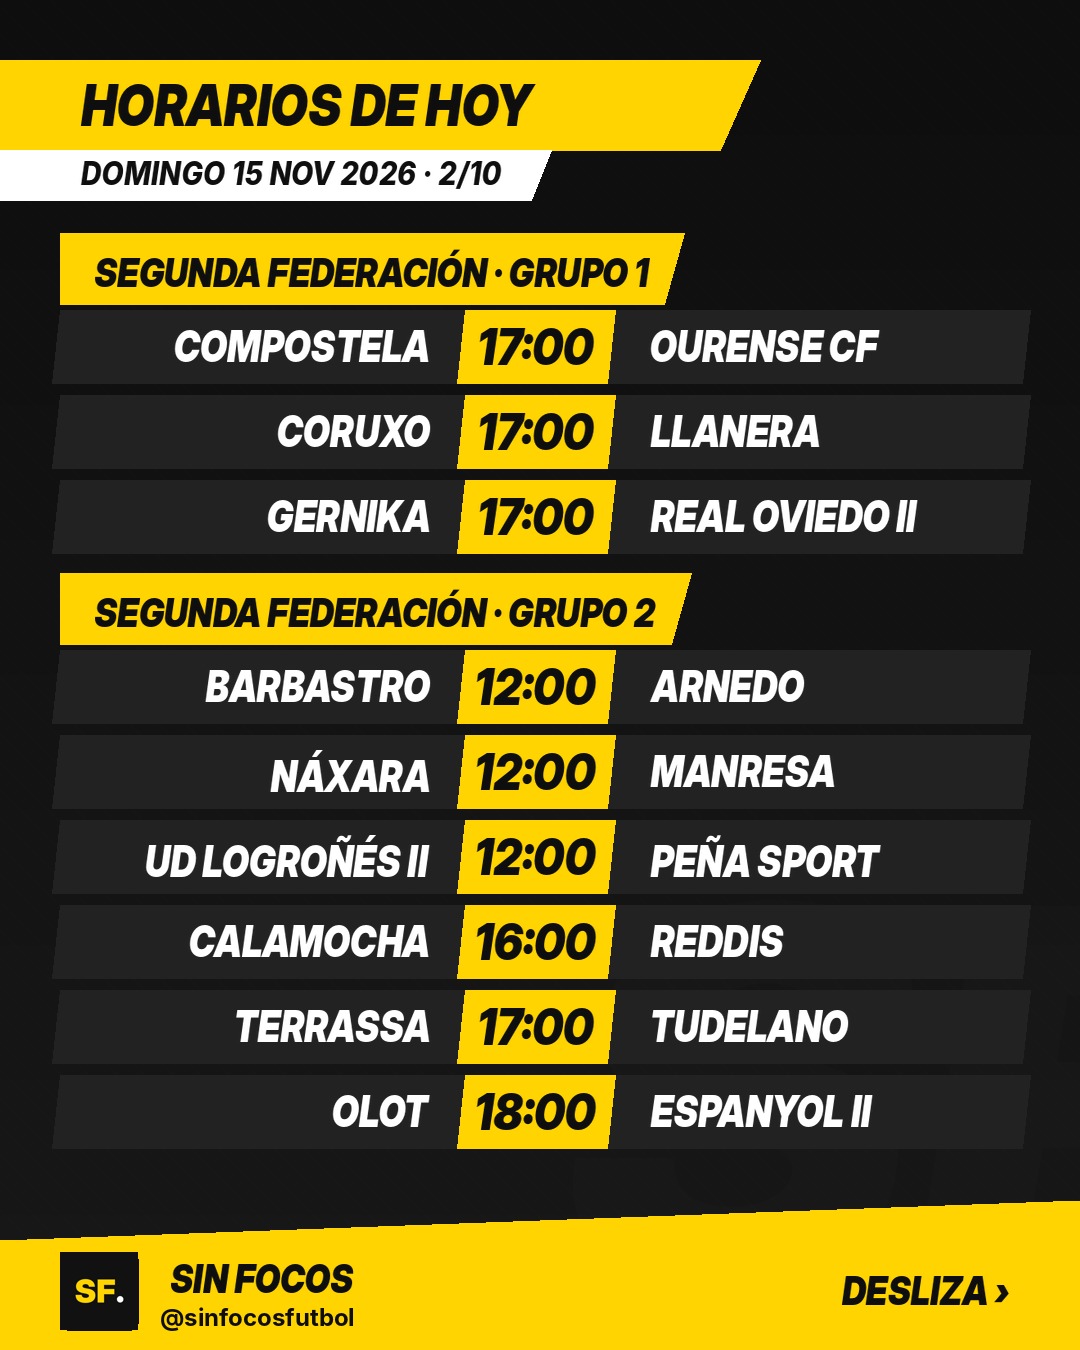 HORARIOS DE HOY
DOMINGO 15 NOV 2026 · 2/10
SEGUNDA FEDERACIÓN · GRUPO 1
COMPOSTELA 17:00 OURENSE CF
CORUXO 17:00 LLANERA
GERNIKA 17:00 REAL OVIEDO II
SEGUNDA FEDERACIÓN · GRUPO 2
BARBASTRO 12:00 ARNEDO
NÁXARA 12:00 MANRESA
UD LOGROÑÉS II 12:00 PEÑA SPORT
CALAMOCHA 16:00 REDDIS
TERRASSA 17:00 TUDELANO
OLOT 18:00 ESPANYOL II
SF.
SIN FOCOS
@sinfocosfutbol
DESLIZA ›